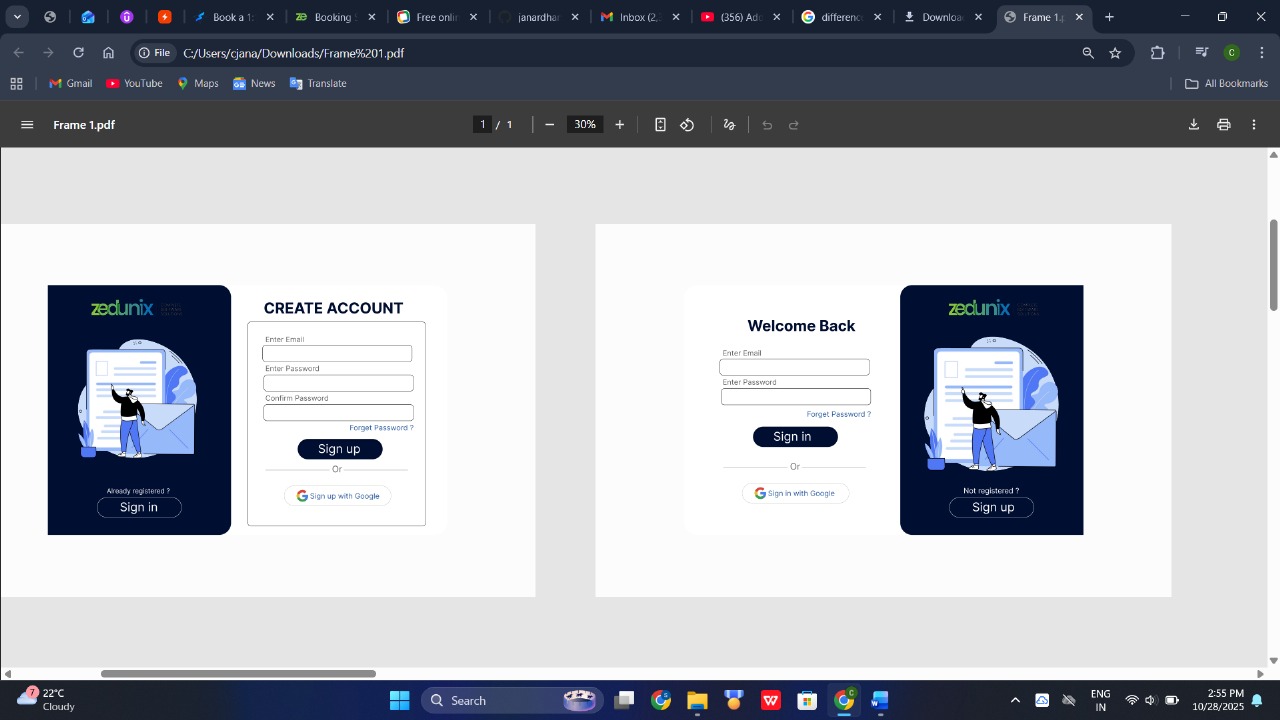 Book a 1:
Booking
Free onlin
janardhar
Inbox (2,
(356) Ad
difference
Downloa
Frame 1.p
File
C:/Users/cjana/Downloads/Frame%201.pdf
C
Gmail
YouTube
Maps
News
Translate
All Bookmarks
Frame 1.pdf
1 / 1
30%
zedunix
CREATE ACCOUNT
Enter Email
Enter Password
Confirm Password
Forget Password ?
Sign up
Or
Sign up with Google
Already registered ?
Sign in
Welcome Back
Enter Email
Enter Password
Forget Password ?
Sign in
Or
Sign in with Google
zedunix
Not registered ?
Sign up
7
22°C
Cloudy
Search
ENG
IN
2:55 PM
10/28/2025